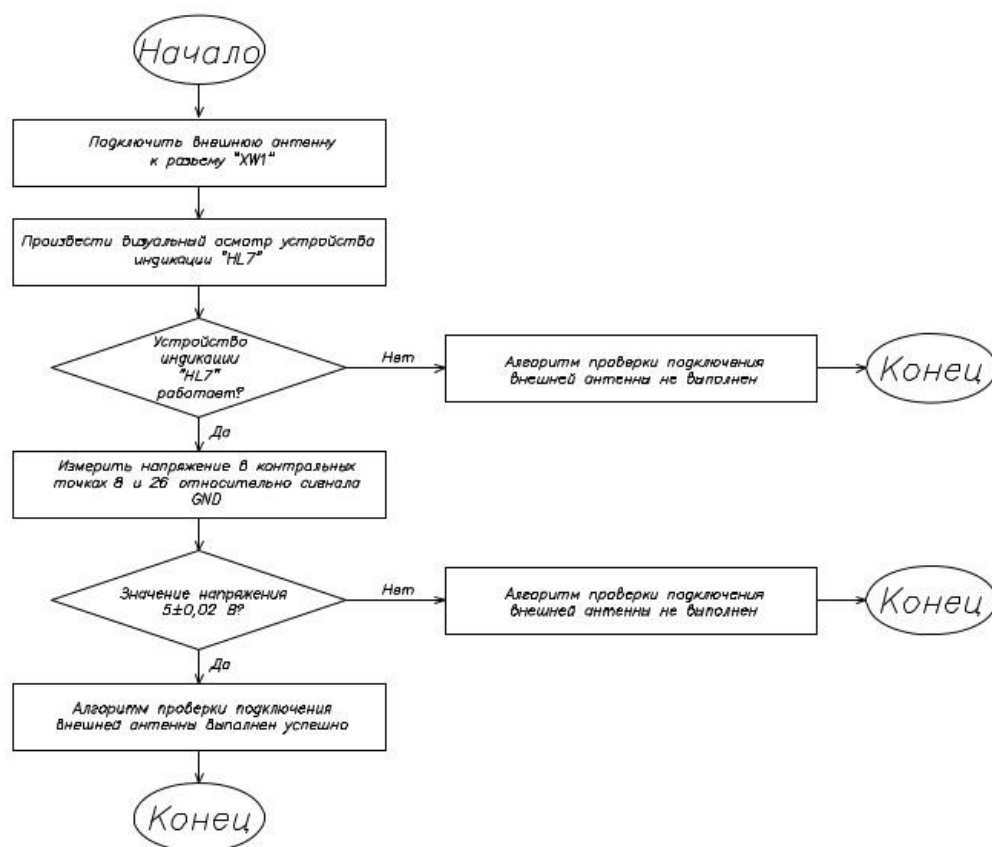 Начало
Подключить внешнюю антенну
к разъему "XW1"
Произвести визуальный осмотр устройства
индикации "HL7"
Устройство
индикации
"HL7"
работает?
Нет
Алгоритм проверки подключения
внешней антенны не выполнен
Конец
Да
Измерить напряжение в контральных
точках 8 и 26 относительно сивнала
GND
Значение напряжения
5±0,02 В?
Нет
Алгоритм проверки подключения
внешней антенны не выполнен
Конец
Да
Алгоритм проверки подключения
внешней антенны выполнен успешно
Конец